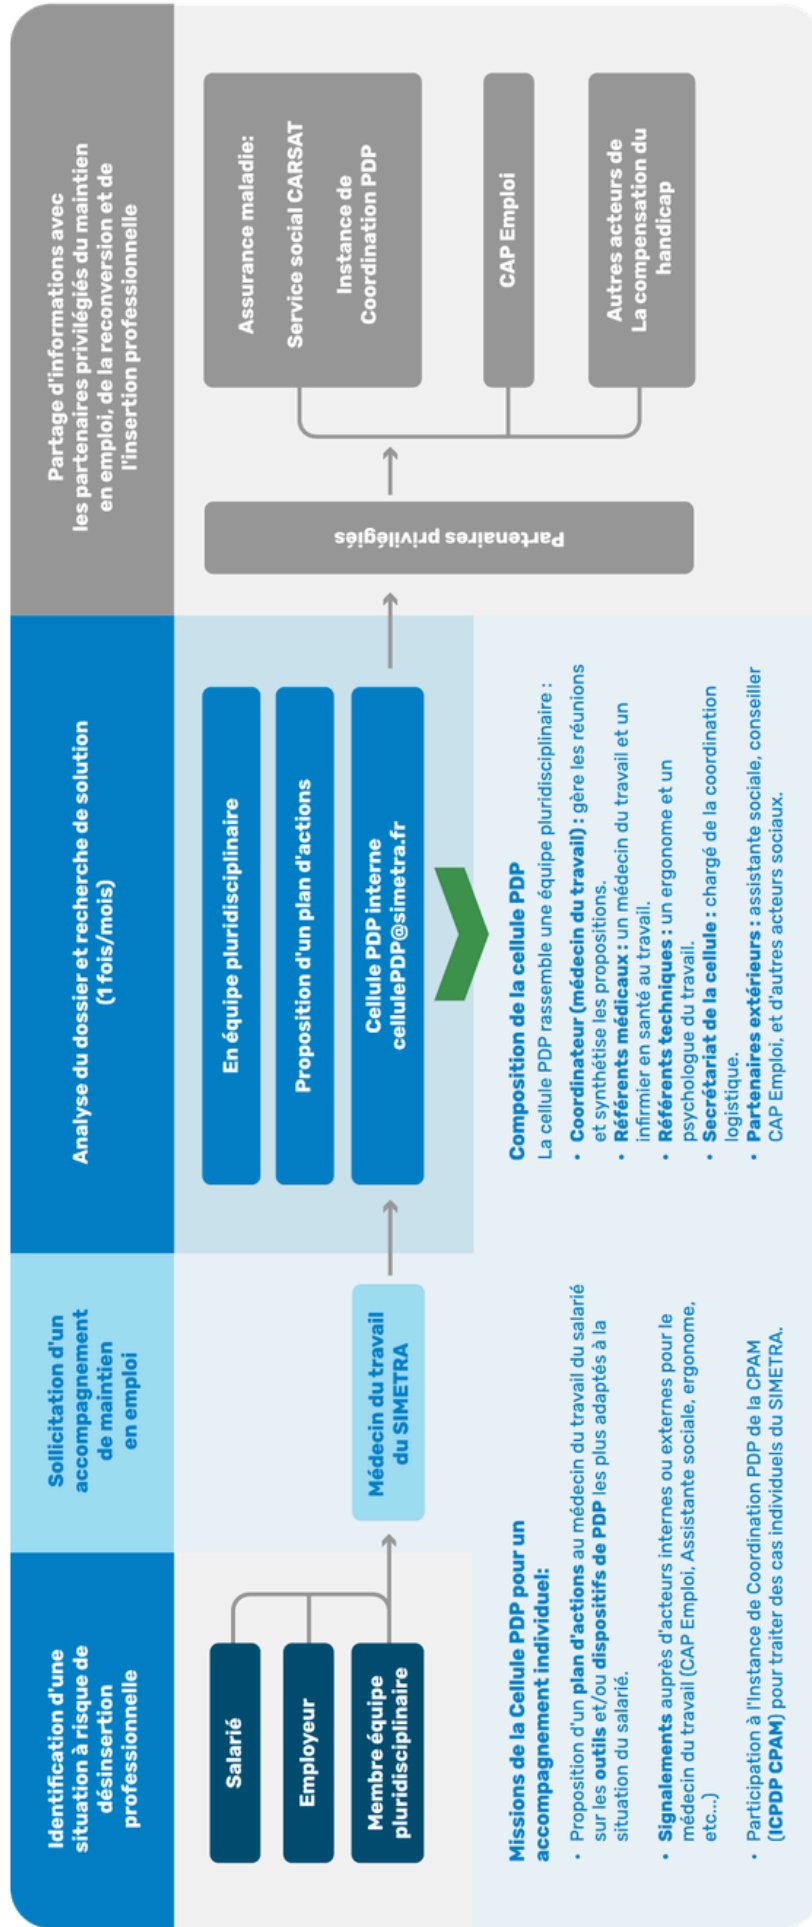 Identification d'une
situation à risque de
désinsertion
professionnelle
Sollicitation d'un
accompagnement
de maintien
en emploi
Analyse du dossier et recherche de solution
(1 fois/mois)
Partage d'informations avec
les partenaires privilégiés du maintien
en emploi, de la reconversion et de
l'insertion professionnelle
Salarié
Employeur
Membre équipe
pluridisciplinaire
Médecin du travail
du SIMETRA
En équipe pluridisciplinaire
Proposition d'un plan d'actions
Cellule PDP interne
cellulePDP@simetra.fr
Partenaires privilégiés
Assurance maladie:
Service social CARSAT
Instance de
Coordination PDP
CAP Emploi
Autres acteurs de
La compensation du
handicap
Missions de la Cellule PDP pour un
accompagnement individuel:
• Proposition d'un plan d'actions au médecin du travail du salarié
sur les outils et/ou dispositifs de PDP les plus adaptés à la
situation du salarié.
• Signalements auprès d'acteurs internes ou externes pour le
médecin du travail (CAP Emploi, Assistante sociale, ergonome,
etc...)
• Participation à l'Instance de Coordination PDP de la CPAM
(ICPDP CPAM) pour traiter des cas individuels du SIMETRA.
Composition de la cellule PDP
La cellule PDP rassemble une équipe pluridisciplinaire :
• Coordinateur (médecin du travail) : gère les réunions
et synthétise les propositions.
• Référents médicaux : un médecin du travail et un
infirmier en santé au travail.
• Référents techniques : un ergonome et un
psychologue du travail.
• Secrétariat de la cellule : chargé de la coordination
logistique.
• Partenaires extérieurs : assistante sociale, conseiller
CAP Emploi, et d'autres acteurs sociaux.